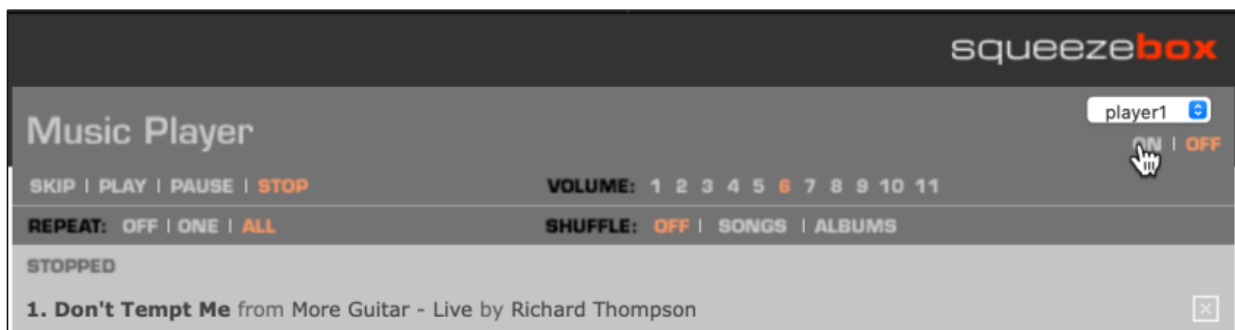 squeezebox
player1
Music Player
ON | OFF
SKIP | PLAY | PAUSE | STOP VOLUME: 1 2 3 4 5 6 7 8 9 10 11
REPEAT: OFF | ONE | ALL SHUFFLE: OFF | SONGS | ALBUMS
STOPPED
1. Don't Tempt Me from More Guitar - Live by Richard Thompson